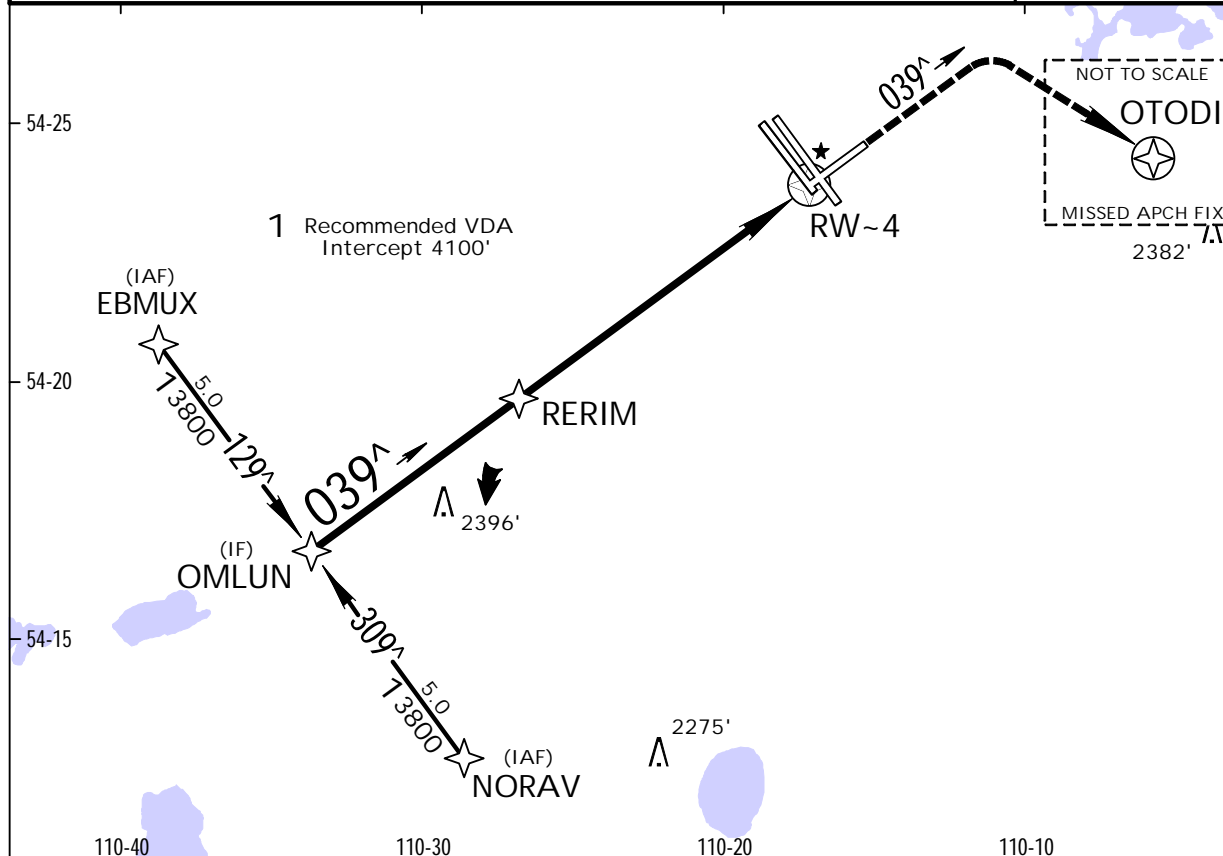 039^
NOT TO SCALE
OTODI
54-25
1 Recommended VDA
Intercept 4100'
RW~4
MISSED APCH FIX
2382'
(IAF)
EBMUX
54-20
5.0
1 3800
129^
RERIM
039^
2396'
(IF)
OMLUN
54-15
309^
5.0
1 3800
2275'
(IAF)
NORAV
110-40
110-30
110-20
110-10